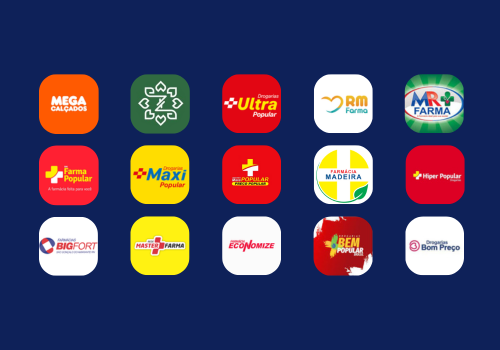 MEGA
CALÇADOS
Drogarias
Ultra
Popular
RM
Farma
MR
FARMA
Farma
Popular
A farmácia feita para você
Drogarias
Maxi
Popular
POPULAR
PREÇO POPULAR
FARMÁCIA
MADEIRA
Hiper Popular
FARMÁCIAS
BIGFORT
MASTER FARMA
ECONOMIZE
BEM
POPULAR
Drogarias
Bom Preço